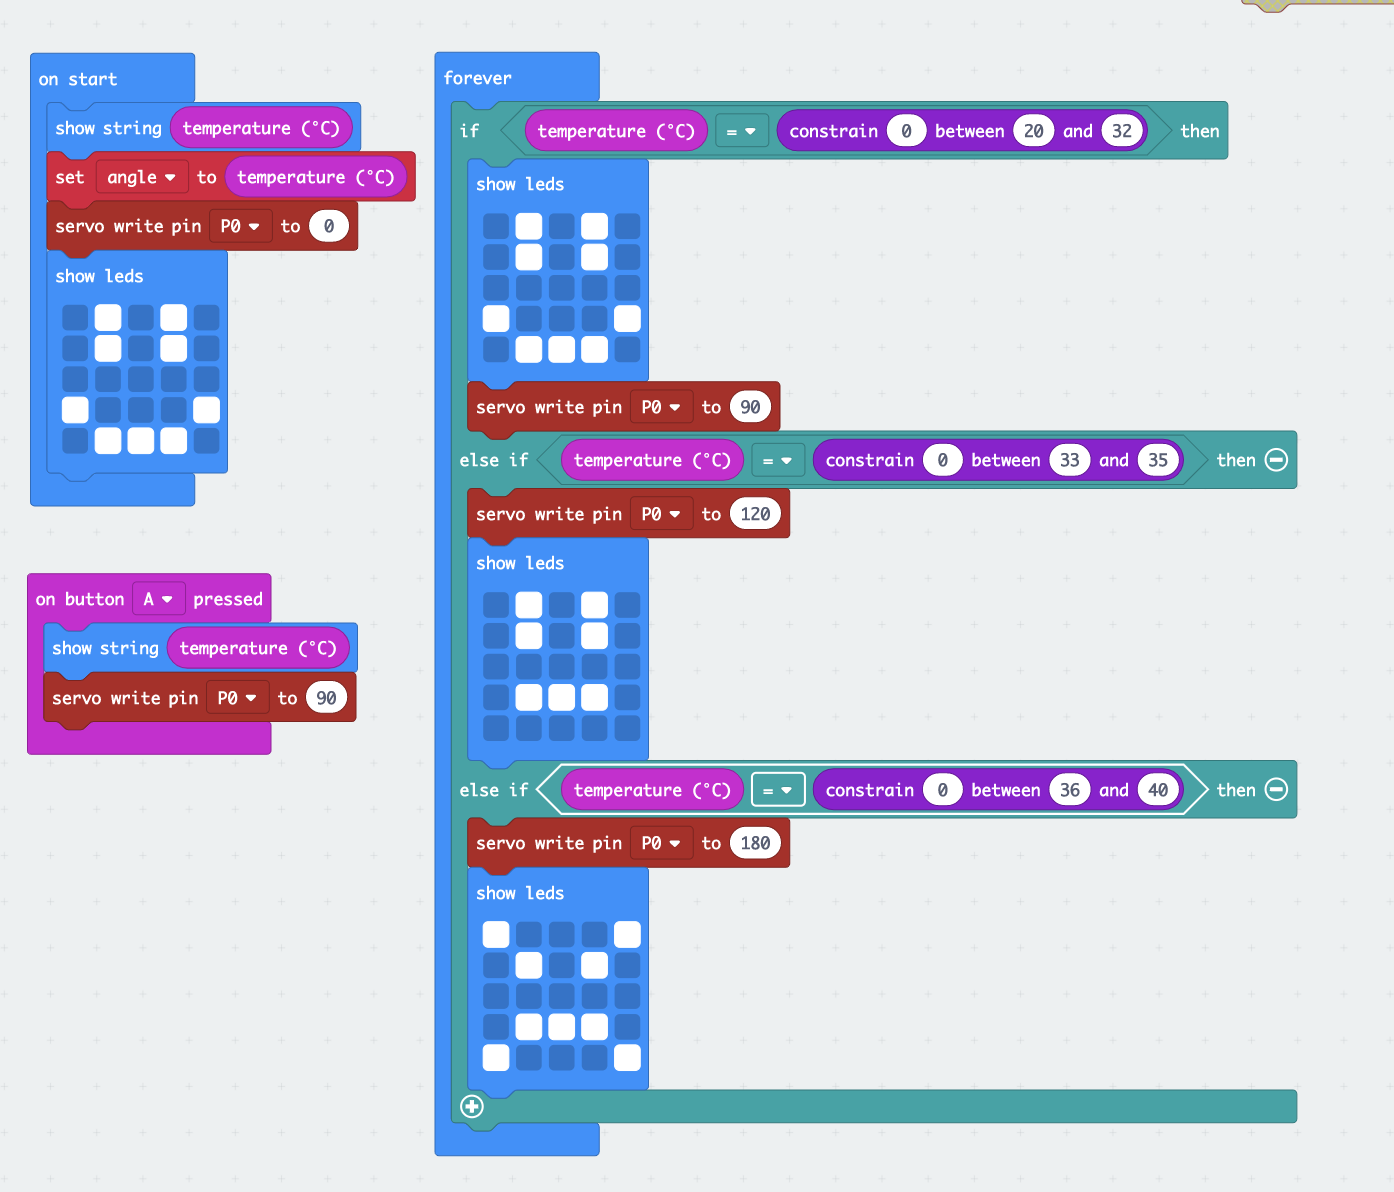 on start
show string temperature (°C)
set angle to temperature (°C)
servo write pin P0 to 0
show leds
on button A pressed
show string temperature (°C)
servo write pin P0 to 90
forever
if temperature (°C) = constrain 0 between 20 and 32 then
show leds
servo write pin P0 to 90
else if temperature (°C) = constrain 0 between 33 and 35 then
servo write pin P0 to 120
show leds
else if temperature (°C) = constrain 0 between 36 and 40 then
servo write pin P0 to 180
show leds